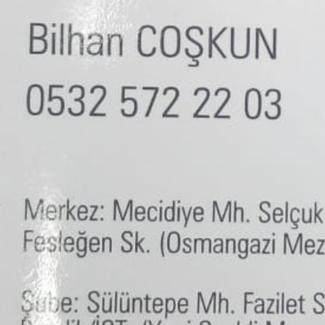 Bilhan COŞKUN
0532 572 22 03
Merkez: Mecidiye Mh. Selçuk
Fesleğen Sk. (Osmangazi Mez
Şube: Sülüntepe Mh. Fazilet S